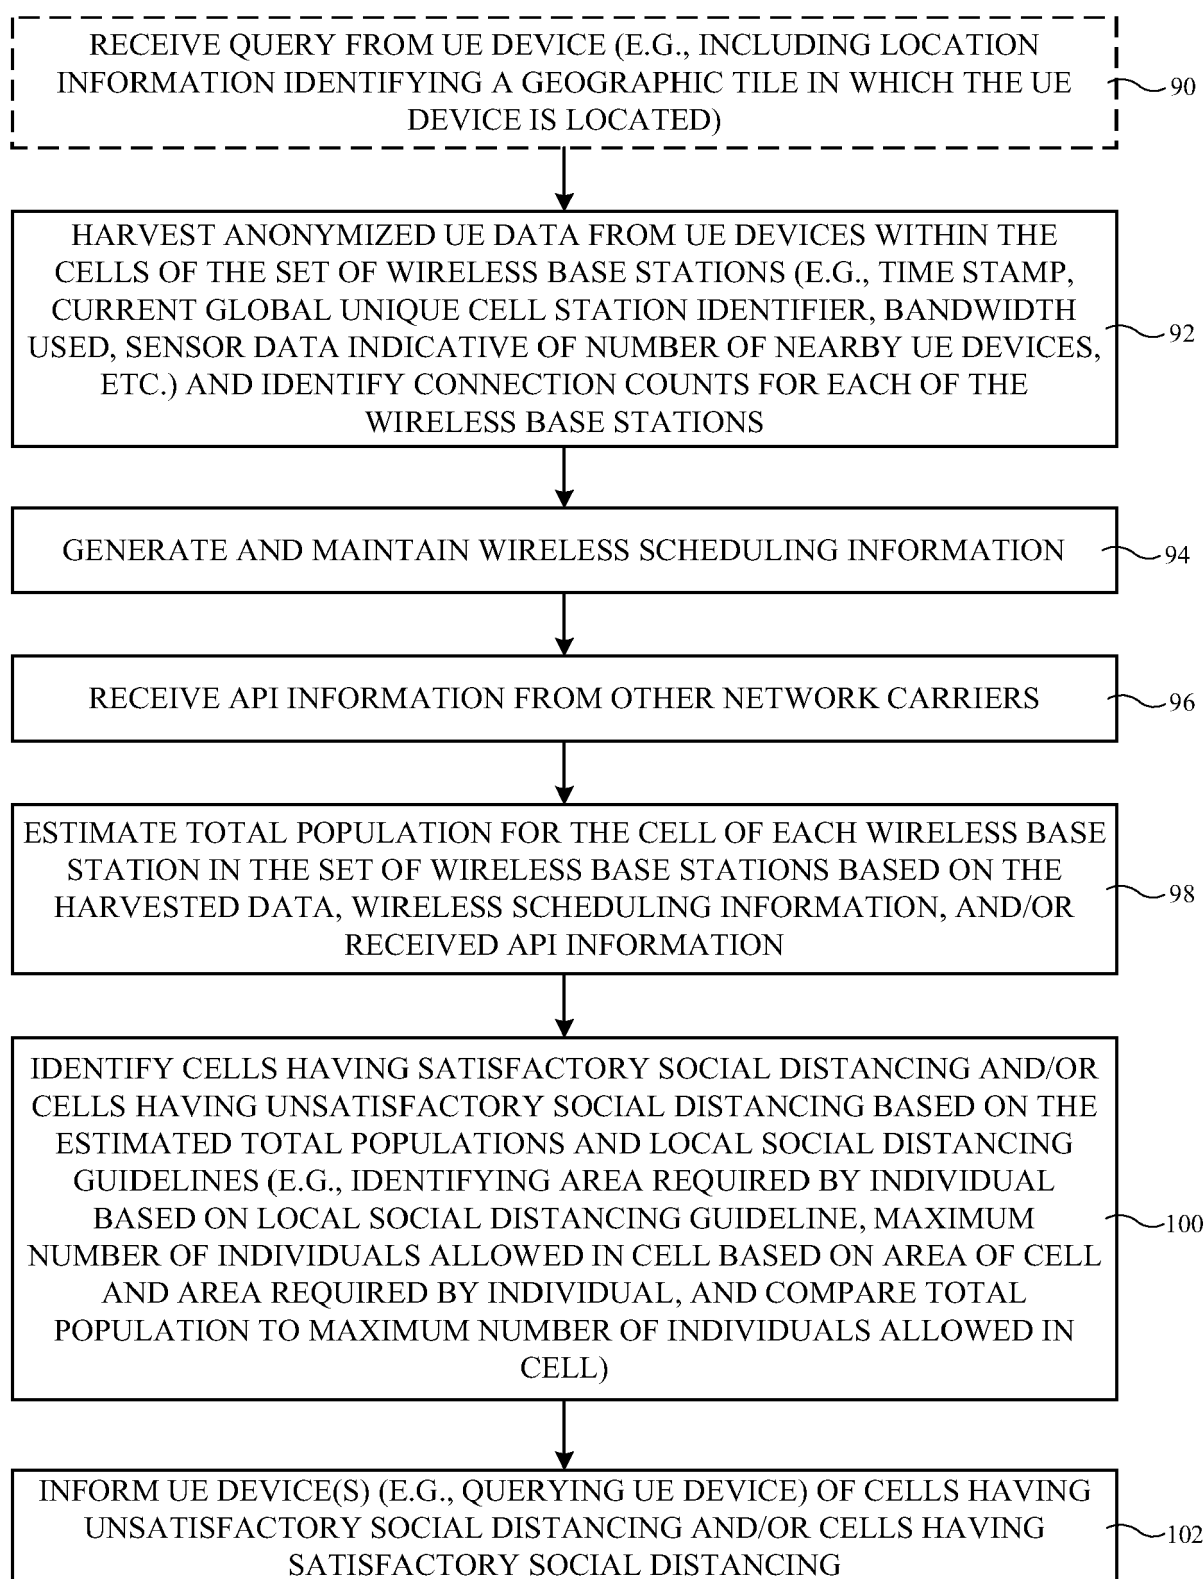 RECEIVE QUERY FROM UE DEVICE (E.G., INCLUDING LOCATION
INFORMATION IDENTIFYING A GEOGRAPHIC TILE IN WHICH THE UE
DEVICE IS LOCATED)
90
HARVEST ANONYMIZED UE DATA FROM UE DEVICES WITHIN THE
CELLS OF THE SET OF WIRELESS BASE STATIONS (E.G., TIME STAMP,
CURRENT GLOBAL UNIQUE CELL STATION IDENTIFIER, BANDWIDTH
USED, SENSOR DATA INDICATIVE OF NUMBER OF NEARBY UE DEVICES,
ETC.) AND IDENTIFY CONNECTION COUNTS FOR EACH OF THE
WIRELESS BASE STATIONS
92
GENERATE AND MAINTAIN WIRELESS SCHEDULING INFORMATION
94
RECEIVE API INFORMATION FROM OTHER NETWORK CARRIERS
96
ESTIMATE TOTAL POPULATION FOR THE CELL OF EACH WIRELESS BASE
STATION IN THE SET OF WIRELESS BASE STATIONS BASED ON THE
HARVESTED DATA, WIRELESS SCHEDULING INFORMATION, AND/OR
RECEIVED API INFORMATION
98
IDENTIFY CELLS HAVING SATISFACTORY SOCIAL DISTANCING AND/OR
CELLS HAVING UNSATISFACTORY SOCIAL DISTANCING BASED ON THE
ESTIMATED TOTAL POPULATIONS AND LOCAL SOCIAL DISTANCING
GUIDELINES (E.G., IDENTIFYING AREA REQUIRED BY INDIVIDUAL
BASED ON LOCAL SOCIAL DISTANCING GUIDELINE, MAXIMUM
NUMBER OF INDIVIDUALS ALLOWED IN CELL BASED ON AREA OF CELL
AND AREA REQUIRED BY INDIVIDUAL, AND COMPARE TOTAL
POPULATION TO MAXIMUM NUMBER OF INDIVIDUALS ALLOWED IN
CELL)
100
INFORM UE DEVICE(S) (E.G., QUERYING UE DEVICE) OF CELLS HAVING
UNSATISFACTORY SOCIAL DISTANCING AND/OR CELLS HAVING
SATISFACTORY SOCIAL DISTANCING
102